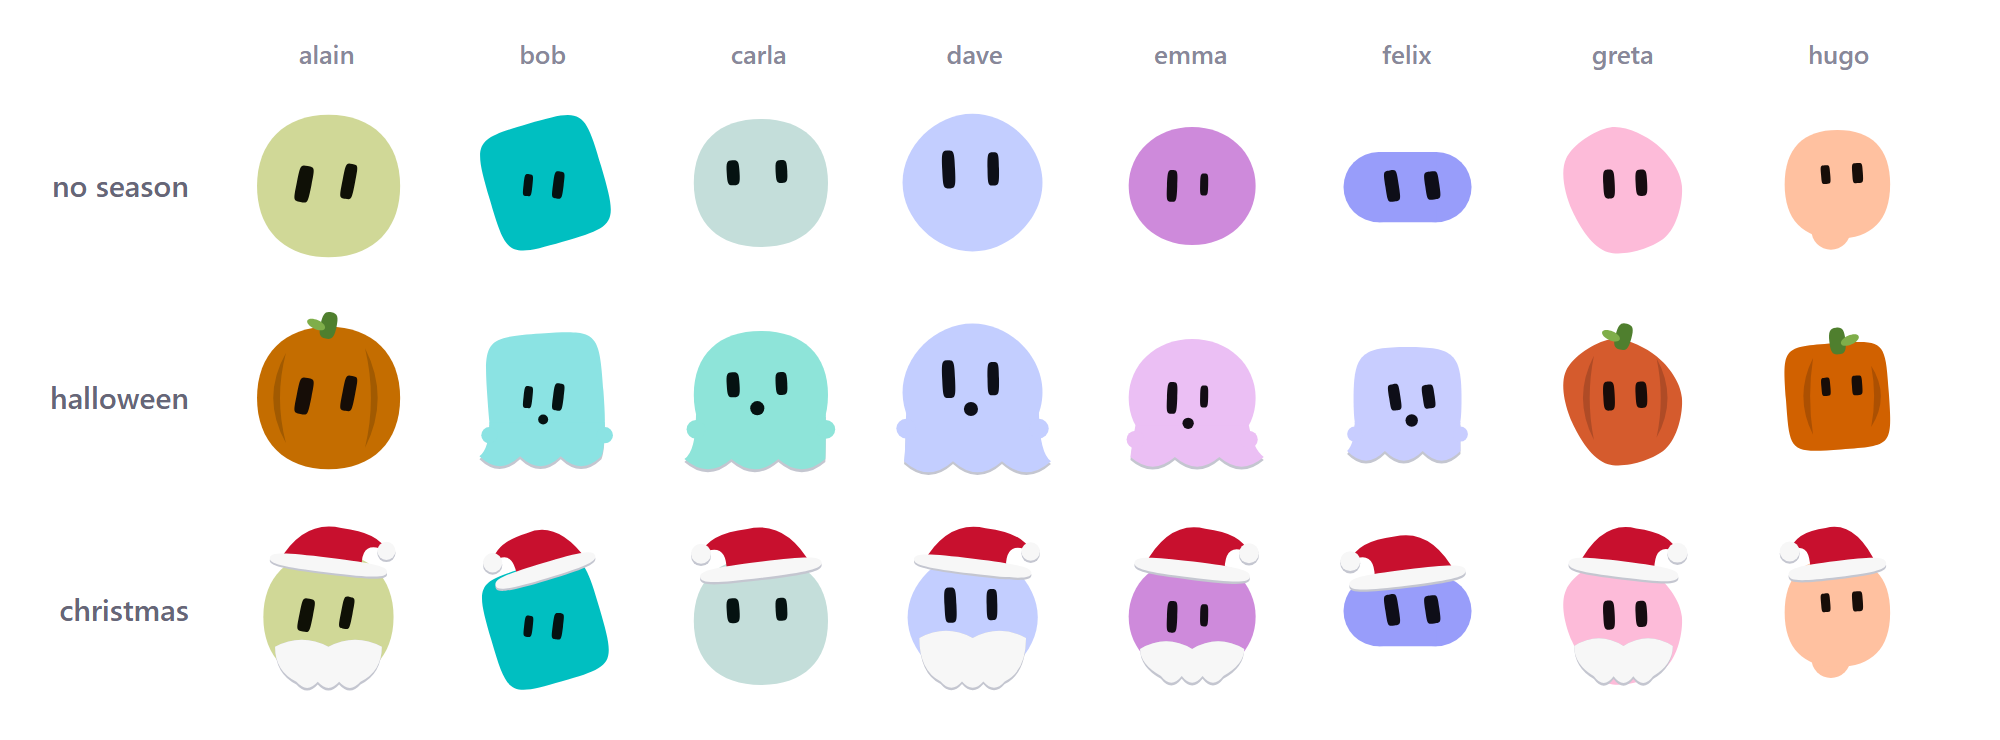 alain bob carla dave emma felix greta hugo
no season
halloween
christmas